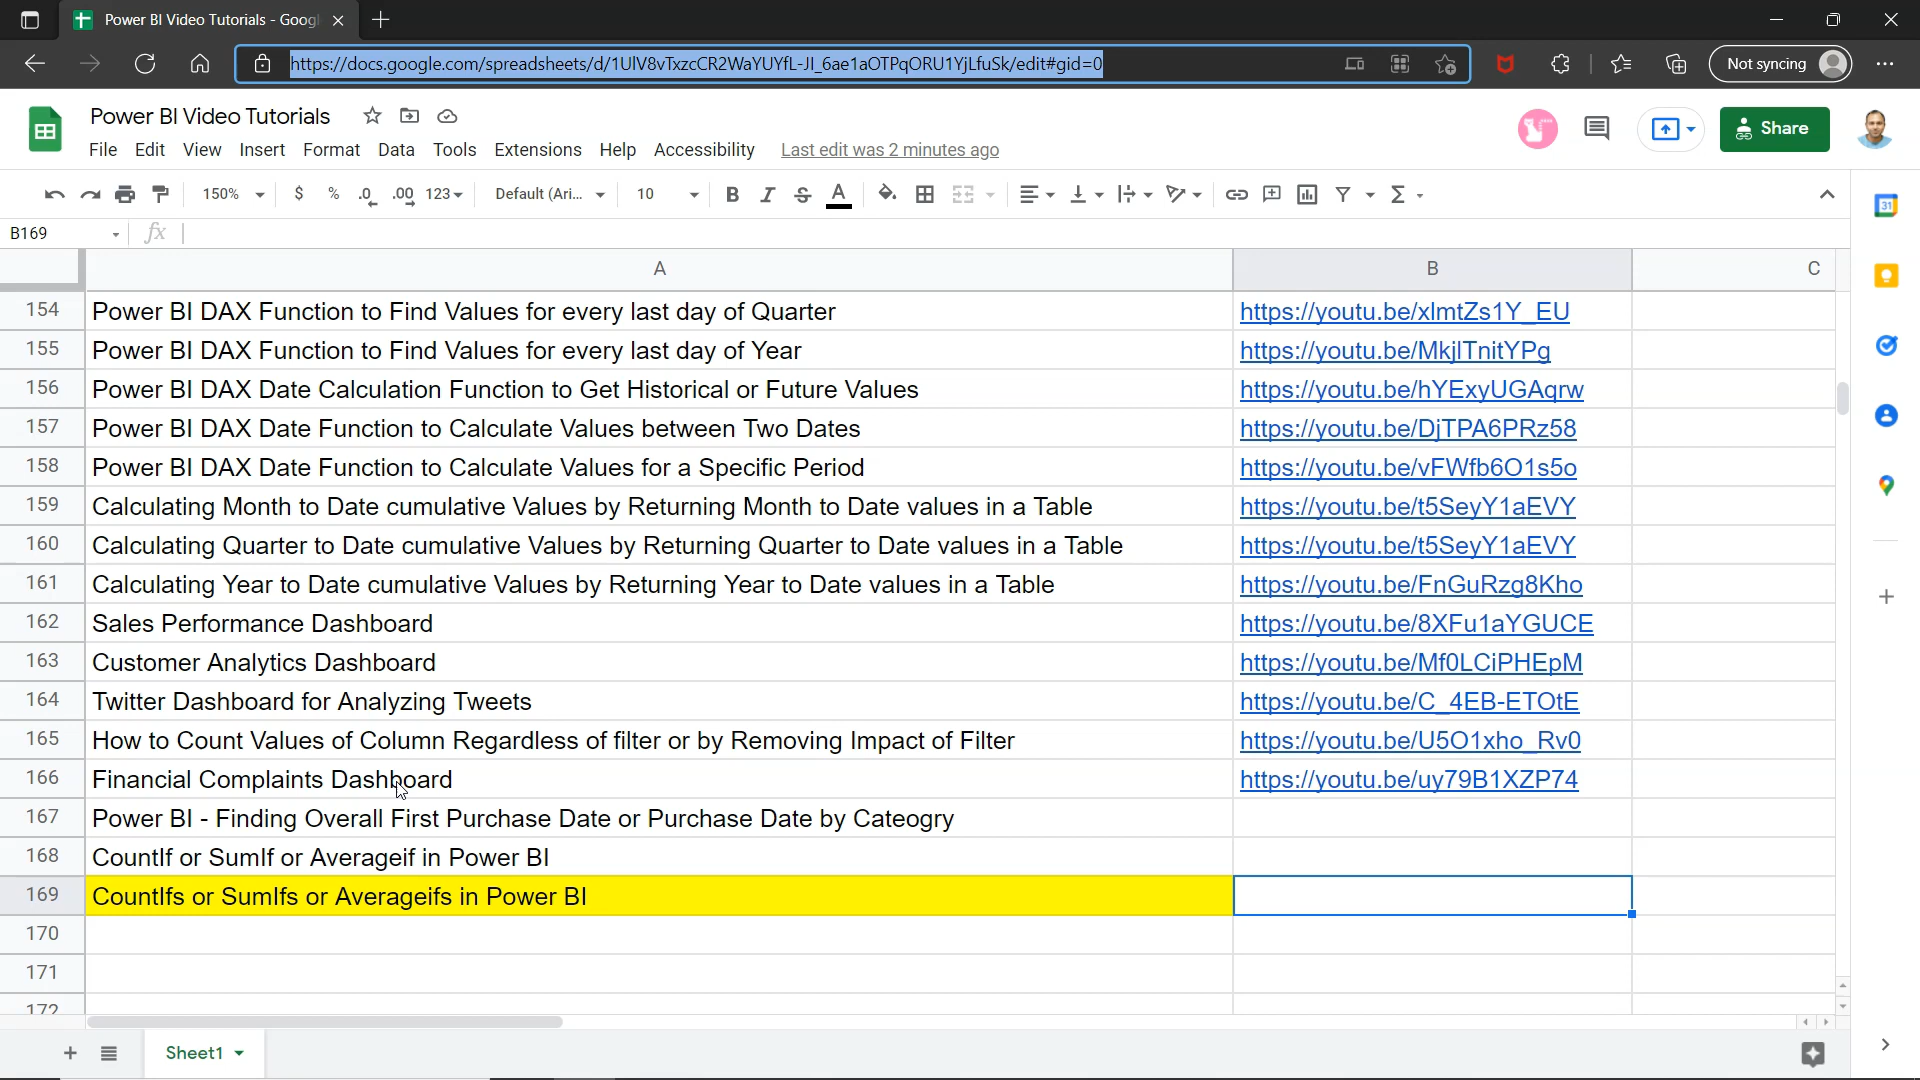 Power BI Video Tutorials - Goog
https://docs.google.com/spreadsheets/d/1UlV8vTxzcCR2WaYUYfL-JI_6ae1aOTPqORU1YjLfuSk/edit#gid=0
Not syncing
Power BI Video Tutorials
Share
File Edit View Insert Format Data Tools Extensions Help Accessibility Last edit was 2 minutes ago
150% $ % .0 .00 123 Default (Ari... 10 B I S A Σ
31
B169 fx
A B C
154 Power BI DAX Function to Find Values for every last day of Quarter https://youtu.be/xlmtZs1Y_EU
155 Power BI DAX Function to Find Values for every last day of Year https://youtu.be/MkjlTnitYPg
156 Power BI DAX Date Calculation Function to Get Historical or Future Values https://youtu.be/hYExyUGAqrw
157 Power BI DAX Date Function to Calculate Values between Two Dates https://youtu.be/DjTPA6PRz58
158 Power BI DAX Date Function to Calculate Values for a Specific Period https://youtu.be/vFWfb6O1s5o
159 Calculating Month to Date cumulative Values by Returning Month to Date values in a Table https://youtu.be/t5SeyY1aEVY
160 Calculating Quarter to Date cumulative Values by Returning Quarter to Date values in a Table https://youtu.be/t5SeyY1aEVY
161 Calculating Year to Date cumulative Values by Returning Year to Date values in a Table https://youtu.be/FnGuRzg8Kho
162 Sales Performance Dashboard https://youtu.be/8XFu1aYGUCE
163 Customer Analytics Dashboard https://youtu.be/Mf0LCiPHEpM
164 Twitter Dashboard for Analyzing Tweets https://youtu.be/C_4EB-ETOtE
165 How to Count Values of Column Regardless of filter or by Removing Impact of Filter https://youtu.be/U5O1xho_Rv0
166 Financial Complaints Dashboard https://youtu.be/uy79B1XZP74
167 Power BI - Finding Overall First Purchase Date or Purchase Date by Cateogry
168 CountIf or SumIf or Averageif in Power BI
169 CountIfs or SumIfs or Averageifs in Power BI
170
171
172
Sheet1